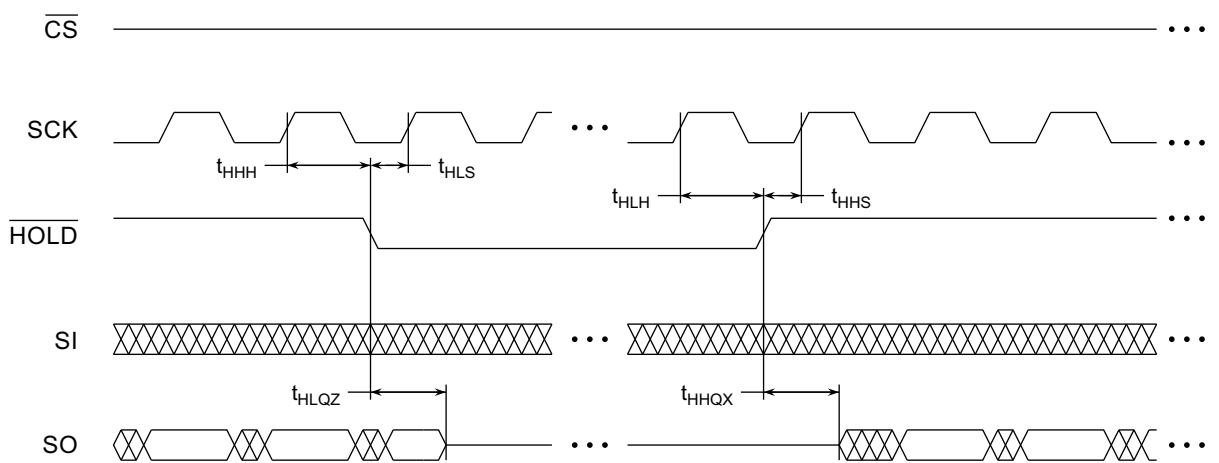 CS
SCK
tHHH
tHLS
tHLH
tHHS
HOLD
SI
tHLQZ
tHHQX
SO